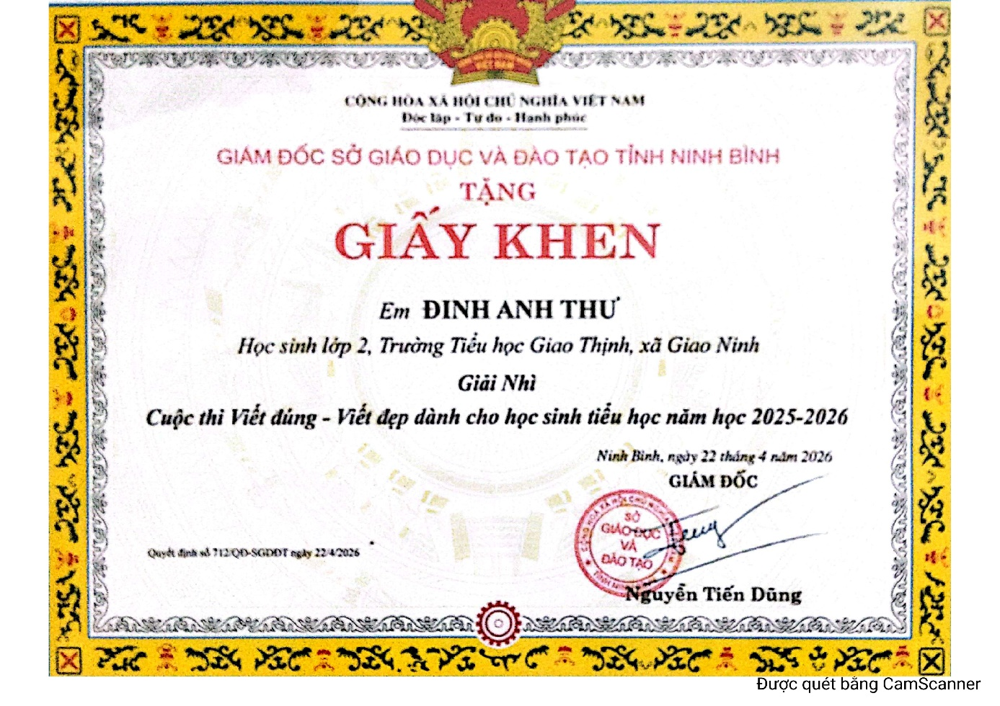 CỘNG HÒA XÃ HỘI CHỦ NGHĨA VIỆT NAM
Độc lập - Tự do - Hạnh phúc
GIÁM ĐỐC SỞ GIÁO DỤC VÀ ĐÀO TẠO TỈNH NINH BÌNH
TẶNG
GIẤY KHEN
Em ĐINH ANH THƯ
Học sinh lớp 2, Trường Tiểu học Giao Thịnh, xã Giao Ninh
Giải Nhì
Cuộc thi Viết đúng - Viết đẹp dành cho học sinh tiểu học năm học 2025-2026
Ninh Bình, ngày 22 tháng 4 năm 2026
GIÁM ĐỐC
SỞ
GIÁO DỤC
VÀ
ĐÀO TẠO
Quyết định số 712/QĐ-SGDĐT ngày 22/4/2026
Nguyễn Tiến Dũng
Được quét bằng CamScanner